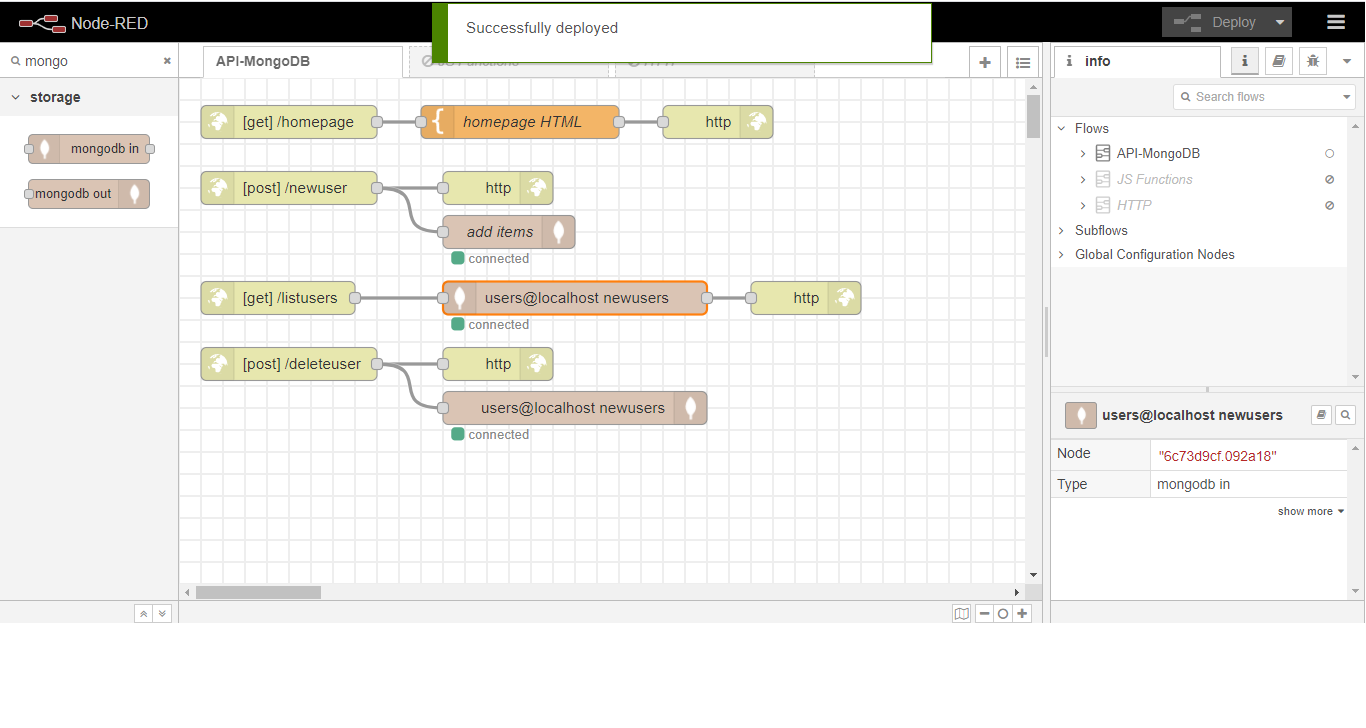 Node-RED
Successfully deployed
Deploy
mongo
storage
mongodb in
mongodb out
API-MongoDB
JS Functions
HTTP
[get] /homepage
homepage HTML
http
[post] /newuser
http
add items
connected
[get] /listusers
users@localhost newusers
http
connected
[post] /deleteuser
http
users@localhost newusers
connected
info
Search flows
Flows
API-MongoDB
JS Functions
HTTP
Subflows
Global Configuration Nodes
users@localhost newusers
Node
"6c73d9cf.092a18"
Type
mongodb in
show more